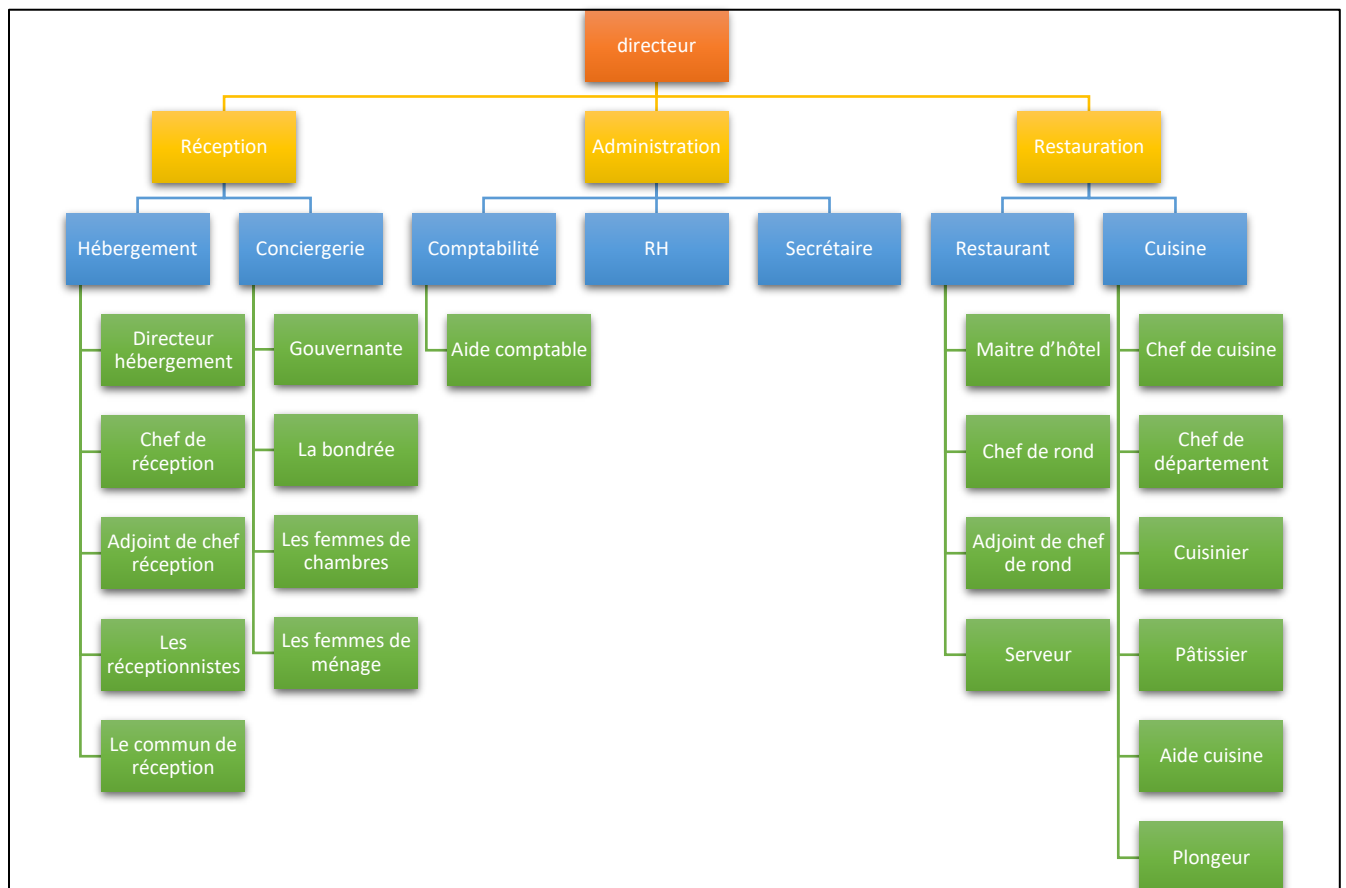 directeur
Réception
Administration
Restauration
Hébergement
Conciergerie
Comptabilité
RH
Secrétaire
Restaurant
Cuisine
Directeur
hébergement
Chef de
réception
Adjoint de chef
réception
Les
réceptionnistes
Le commun de
réception
Gouvernante
La bondrée
Les femmes de
chambres
Les femmes de
ménage
Aide comptable
Maitre d’hôtel
Chef de rond
Adjoint de chef
de rond
Serveur
Chef de cuisine
Chef de
département
Cuisinier
Pâtissier
Aide cuisine
Plongeur